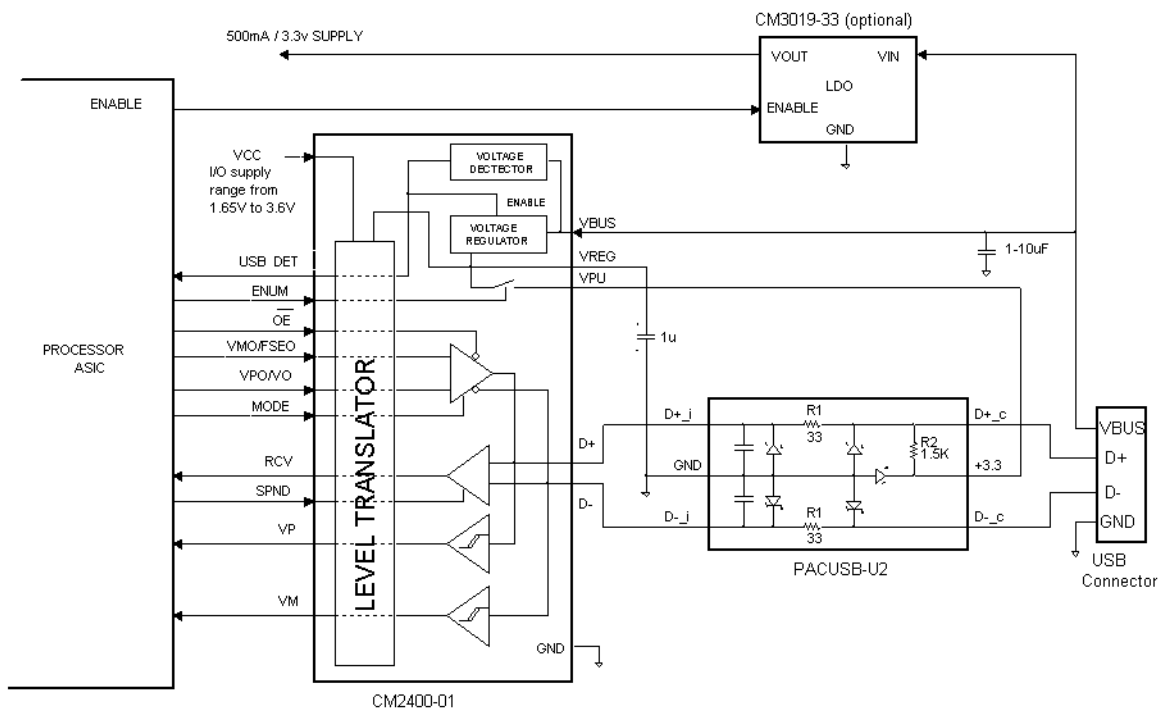 CM3019-33 (optional)
500mA / 3.3v SUPPLY
VOUT
VIN
LDO
ENABLE
GND
ENABLE
VCC
I/O supply
range from
1.65V to 3.6V
VOLTAGE
DECTECTOR
ENABLE
VOLTAGE
REGULATOR
VBUS
VREG
VPU
1-10uF
1u
USB DET
ENUM
OE
VMO/FSEO
VPO/VO
MODE
RCV
SPND
VP
VM
PROCESSOR
ASIC
LEVEL TRANSLATOR
D+
D-
GND
CM2400-01
D+_i
R1
33
D+_c
R2
1.5K
GND
+3.3
D-_i
R1
33
D-_c
PACUSB-U2
VBUS
D+
D-
GND
USB
Connector